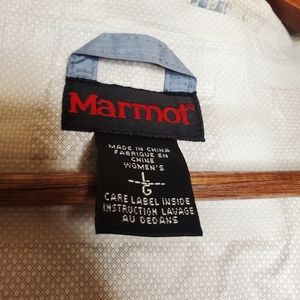 Marmot
MADE IN CHINA
FABRIQUE EN
CHINE
WOMEN'S
L
G
CARE LABEL INSIDE
INSTRUCTION LAVAGE
AU DEDANS